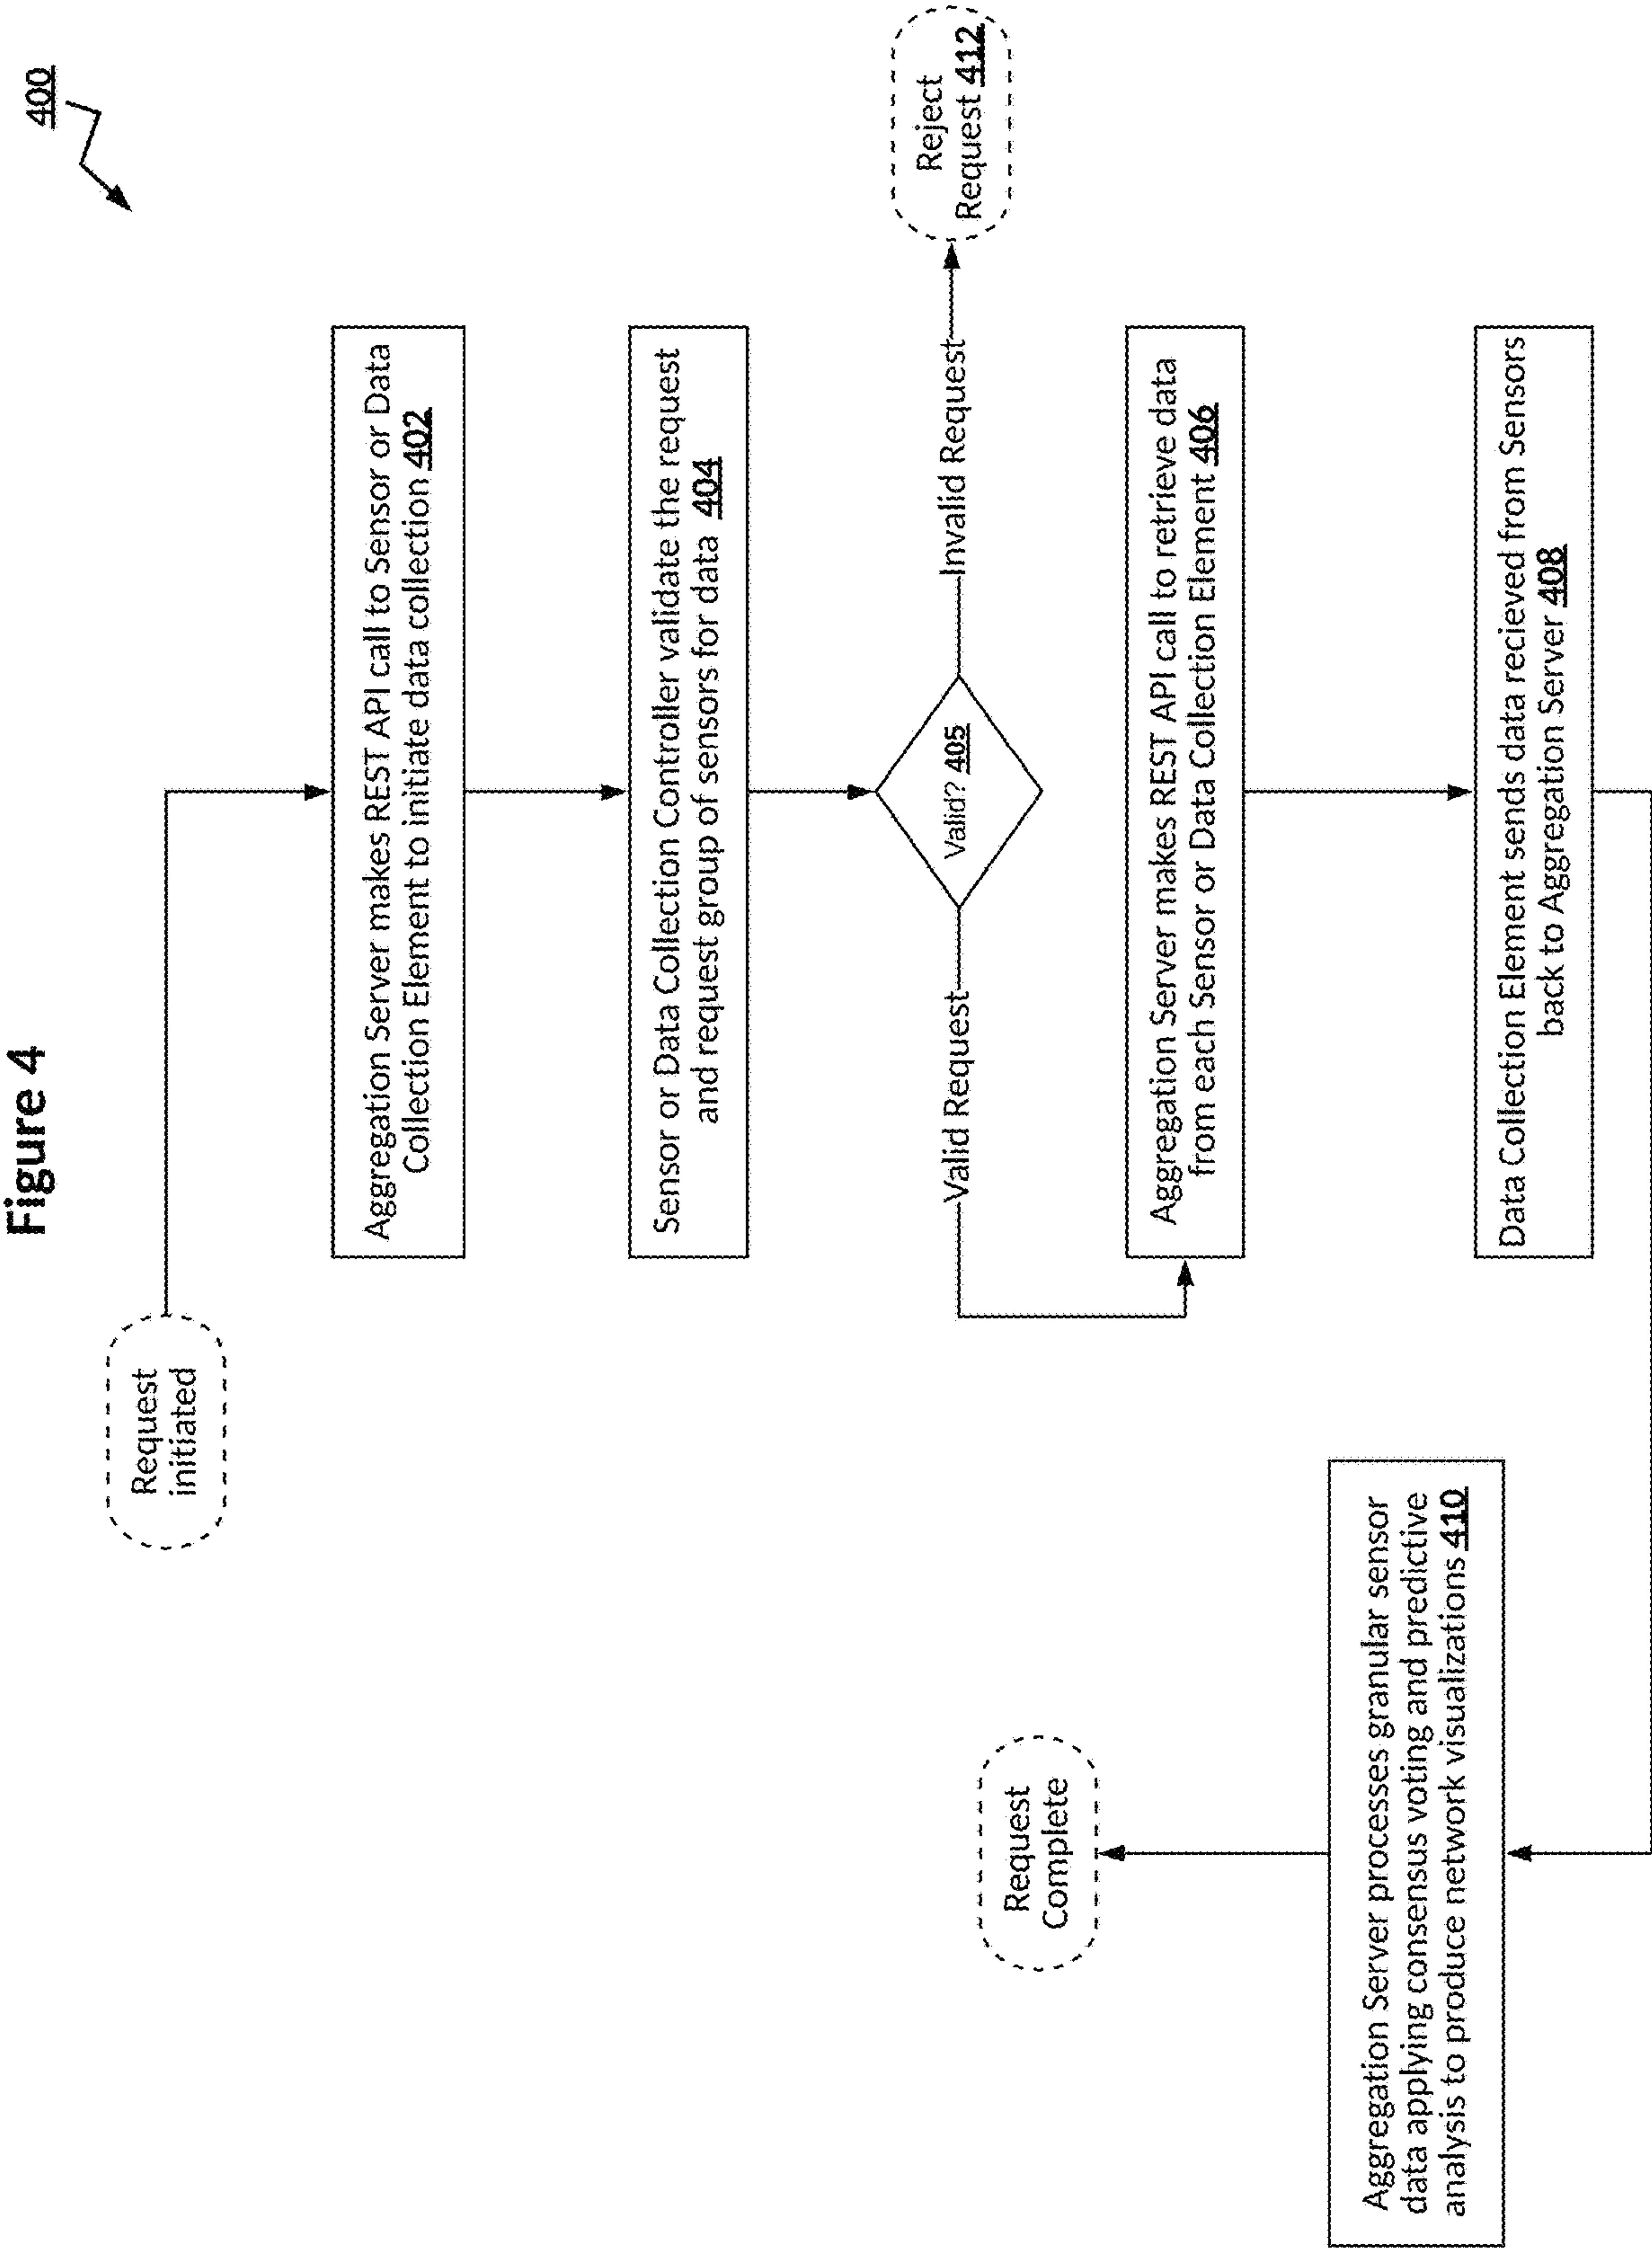 Figure 4
400
Request
initiated
Aggregation Server makes REST API call to Sensor or Data
Collection Element to initiate data collection 402
Sensor or Data Collection Controller validate the request
and request group of sensors for data 404
Valid? 405
Valid Request
Invalid Request
Reject
Request 412
Aggregation Server makes REST API call to retrieve data
from each Sensor or Data Collection Element 406
Data Collection Element sends data recieved from Sensors
back to Aggregation Server 408
Aggregation Server processes granular sensor
data applying consensus voting and predictive
analysis to produce network visualizations 410
Request
Complete